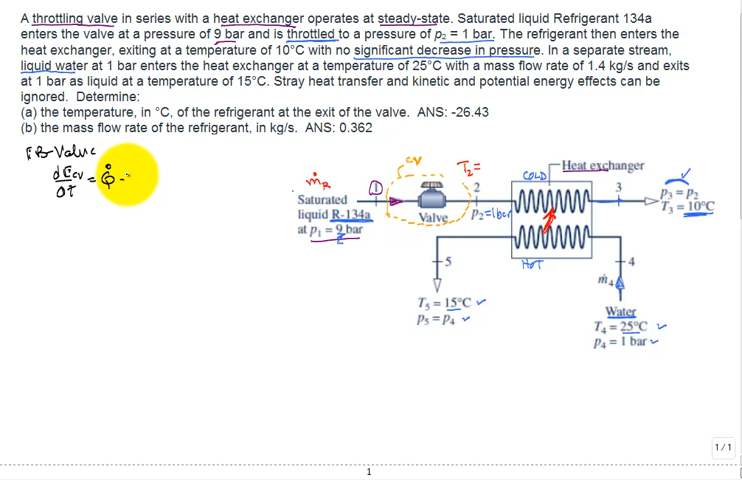 A throttling valve in series with a heat exchanger operates at steady-state. Saturated liquid Refrigerant 134a
enters the valve at a pressure of 9 bar and is throttled to a pressure of p₂ = 1 bar. The refrigerant then enters the
heat exchanger, exiting at a temperature of 10°C with no significant decrease in pressure. In a separate stream,
liquid water at 1 bar enters the heat exchanger at a temperature of 25°C with a mass flow rate of 1.4 kg/s and exits
at 1 bar as liquid at a temperature of 15°C. Stray heat transfer and kinetic and potential energy effects can be
ignored. Determine:
(a) the temperature, in °C, of the refrigerant at the exit of the valve. ANS: -26.43
(b) the mass flow rate of the refrigerant, in kg/s. ANS: 0.362
EB-Valve
dEcv = Q̇ -
dt
CV
T₂=
COLD
Heat exchanger
ṁR
1
2
3
Saturated
liquid R-134a
at p₁ = 9 bar
Valve
P₂=1bar
p₃ = p₂
T₃ = 10°C
HOT
5
4
ṁ₄
T₅ = 15°C
p₅ = p₄
Water
T₄ = 25°C
p₄ = 1 bar
1 / 1
1